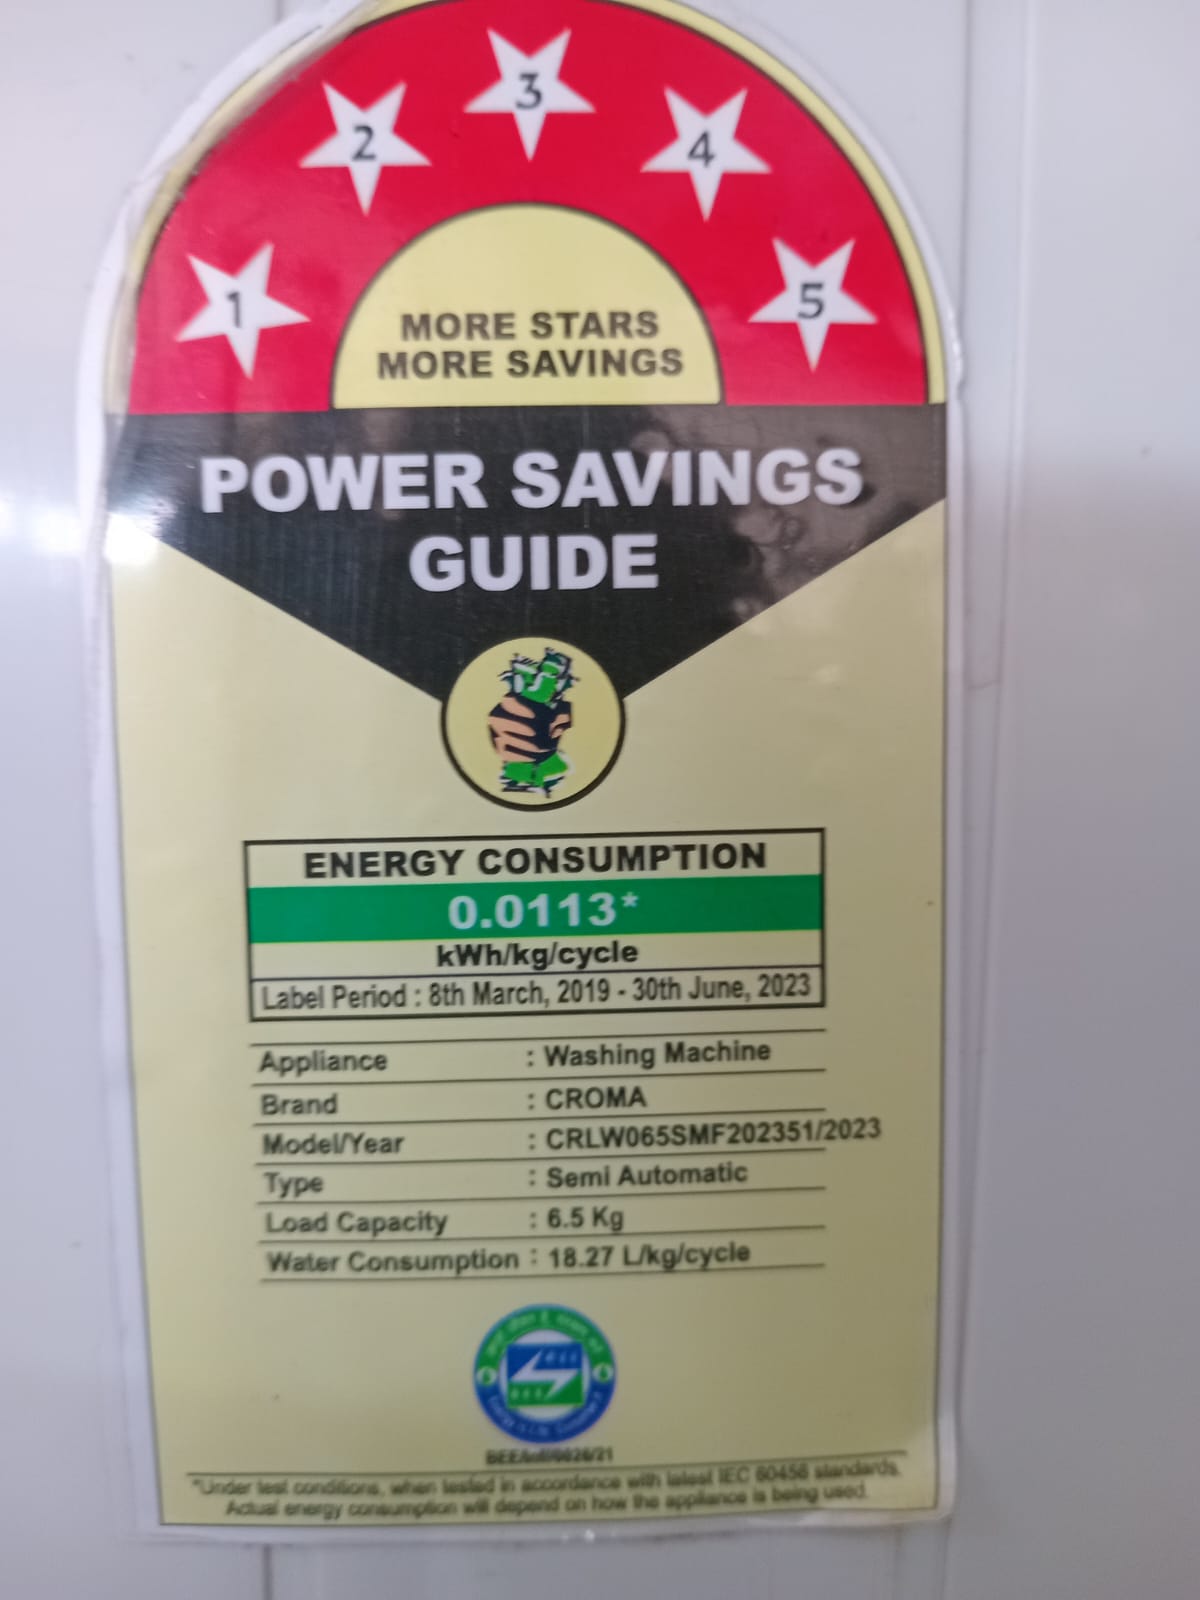 1 2 3 4 5
MORE STARS
MORE SAVINGS
POWER SAVINGS
GUIDE
ENERGY CONSUMPTION
0.0113*
kWh/kg/cycle
Label Period : 8th March, 2019 - 30th June, 2023
Appliance : Washing Machine
Brand : CROMA
Model/Year : CRLW065SMF202351/2023
Type : Semi Automatic
Load Capacity : 6.5 Kg
Water Consumption : 18.27 L/kg/cycle
*Under test conditions, when tested in accordance with latest IEC 60456 standards.
Actual energy consumption will depend on how the appliance is being used.